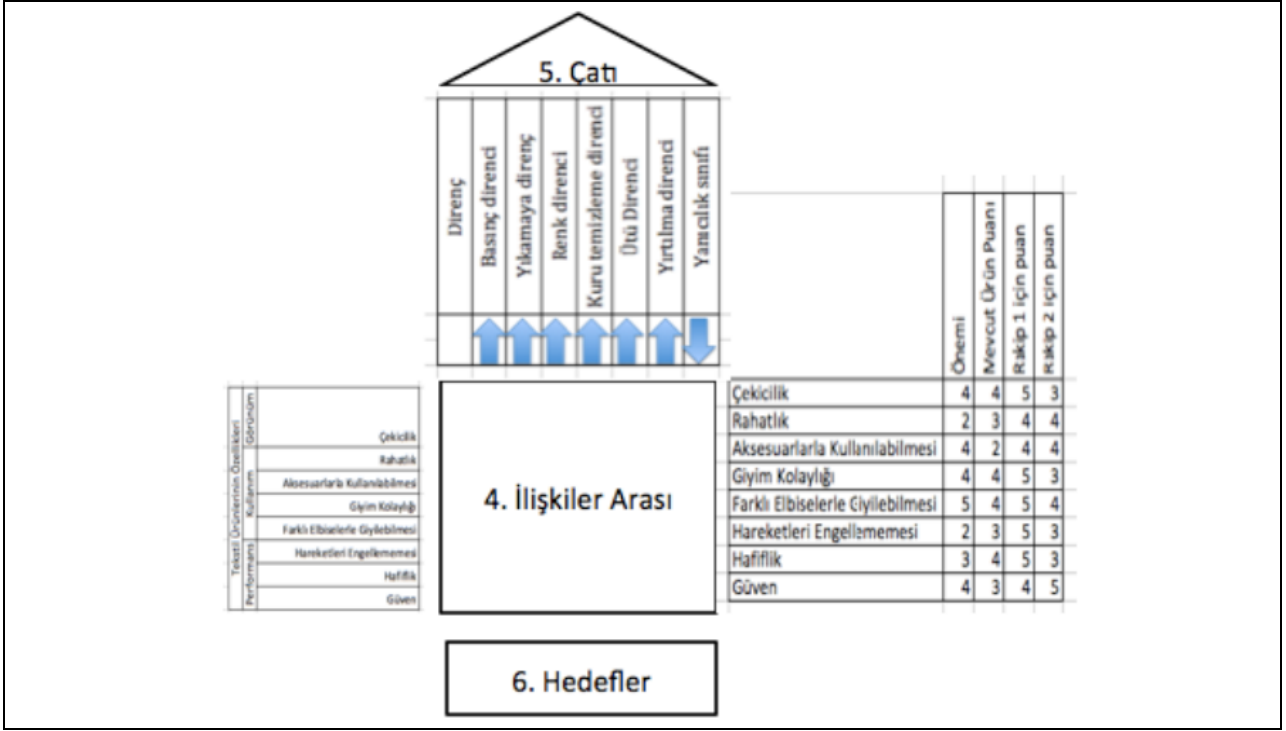 5. Çatı
Direnç
Basınç direnci
Yıkamaya direnç
Renk direnci
Kuru temizleme direnci
Ütü Direnci
Yırtılma direnci
Yanıcılık sınıfı
Önemi
Mevcut Ürün Puanı
Rakip 1 için puan
Rakip 2 için puan
Tekstil Ürünlerinin Özellikleri
Görünüm
Kullanım
Performans
Çekicilik
Rahatlık
Aksesuarlarla Kullanılabilmesi
Giyim Kolaylığı
Farklı Elbiselerle Giyilebilmesi
Hareketleri Engellememesi
Hafiflik
Güven
4. İlişkiler Arası
Çekicilik 4 4 5 3
Rahatlık 2 3 4 4
Aksesuarlarla Kullanılabilmesi 4 2 4 4
Giyim Kolaylığı 4 4 5 3
Farklı Elbiselerle Giyilebilmesi 5 4 5 4
Hareketleri Engellememesi 2 3 5 3
Hafiflik 3 4 5 3
Güven 4 3 4 5
6. Hedefler